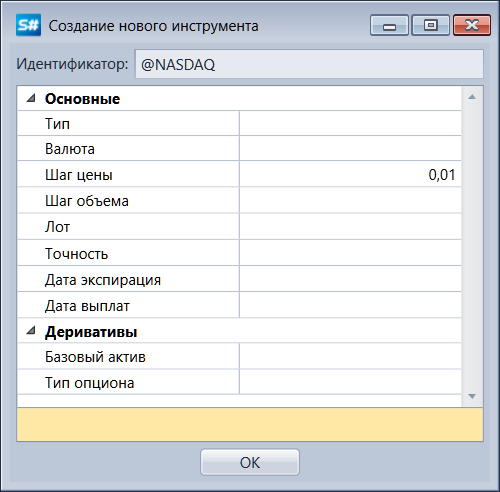 S# Создание нового инструмента
Идентификатор: @NASDAQ
Основные
Тип
Валюта
Шаг цены 0,01
Шаг объема
Лот
Точность
Дата экспирация
Дата выплат
Деривативы
Базовый актив
Тип опциона
OK